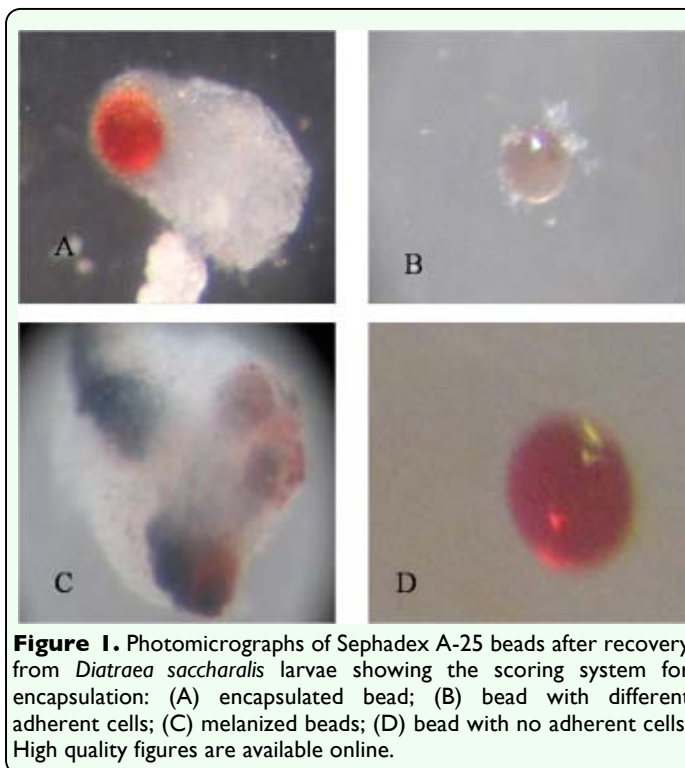 A
B
C
D
Figure 1. Photomicrographs of Sephadex A-25 beads after recovery
from Diatraea saccharalis larvae showing the scoring system for
encapsulation: (A) encapsulated bead; (B) bead with different
adherent cells; (C) melanized beads; (D) bead with no adherent cells
High quality figures are available online.